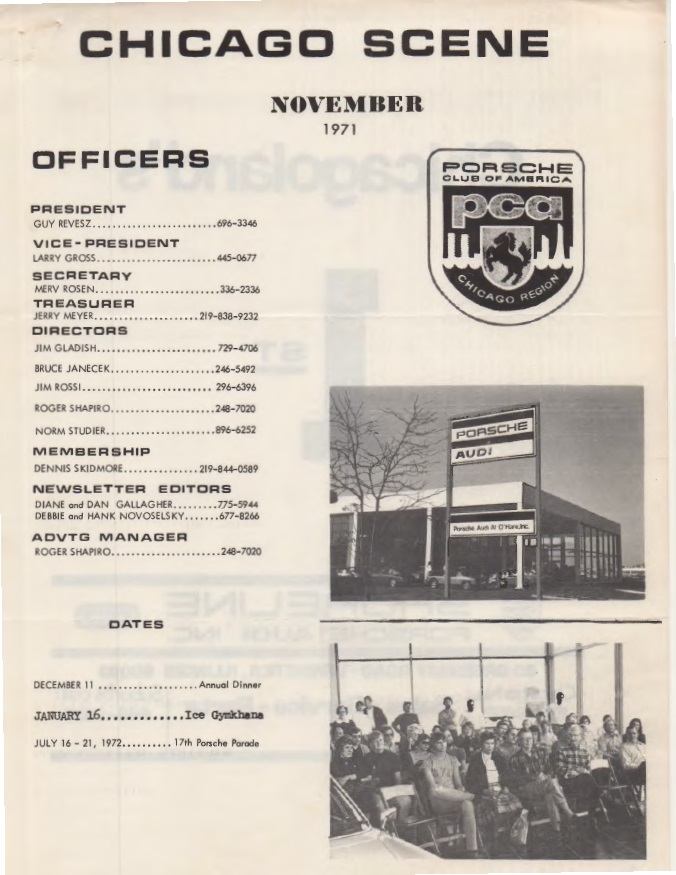 CHICAGO SCENE
NOVEMBER
1971
OFFICERS
PRESIDENT
GUY REVESZ.........................696-3346
VICE-PRESIDENT
LARRY GROSS........................445-0677
SECRETARY
MERV ROSEN.........................336-2336
TREASURER
JERRY MEYER.....................219-838-9232
DIRECTORS
JIM GLADISH........................729-4706
BRUCE JANECEK.....................246-5492
JIM ROSSI.......................... 296-6396
ROGER SHAPIRO.....................248-7020
NORM STUDIER......................896-6252
MEMBERSHIP
DENNIS SKIDMORE...............219-844-0589
NEWSLETTER EDITORS
DIANE and DAN GALLAGHER.........775-5944
DEBBIE and HANK NOVOSELSKY.......677-8266
ADVTG MANAGER
ROGER SHAPIRO......................248-7020
DATES
DECEMBER 11 .....................Annual Dinner
JANUARY 16.............Ice Gymkhana
JULY 16 - 21, 1972.......... 17th Porsche Parade
PORSCHE
CLUB OF AMERICA
pca
CHICAGO REGION
PORSCHE
AUDI
Porsche Audi At O'Hare,Inc.